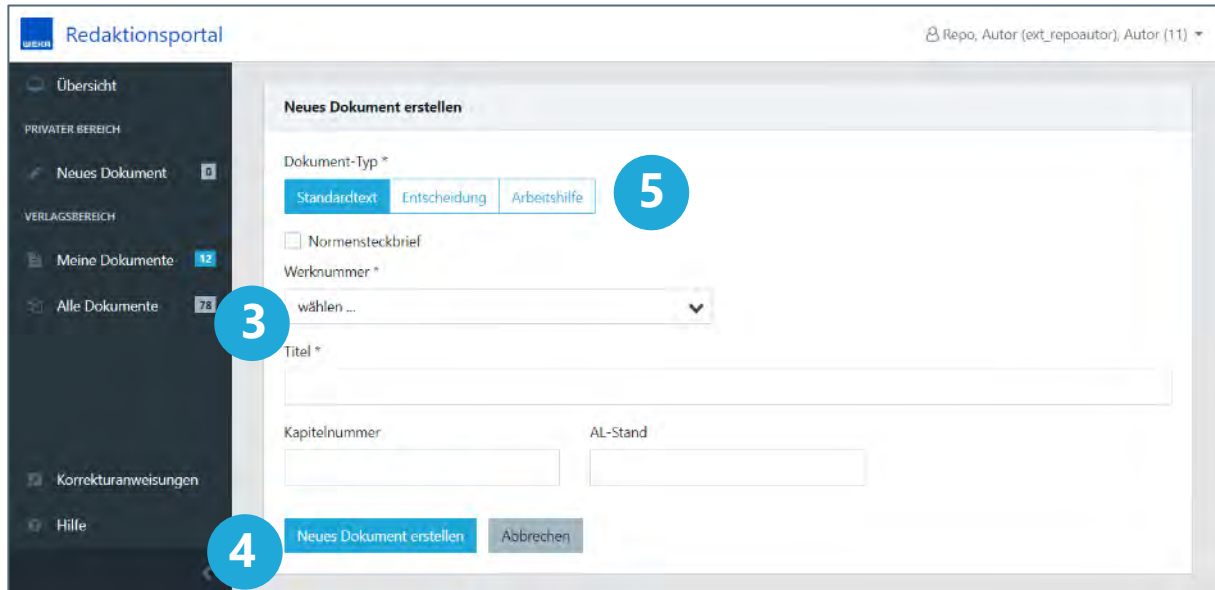 WEKA Redaktionsportal
Repo, Autor (ext_repoautor), Autor (11)
Übersicht
PRIVATER BEREICH
Neues Dokument 0
VERLAGSBEREICH
Meine Dokumente 12
Alle Dokumente 78
Korrekturanweisungen
Hilfe
Neues Dokument erstellen
Dokument-Typ *
Standardtext Entscheidung Arbeitshilfe
5
Normensteckbrief
Werknummer *
3
wählen ...
Titel *
Kapitelnummer AL-Stand
4
Neues Dokument erstellen Abbrechen